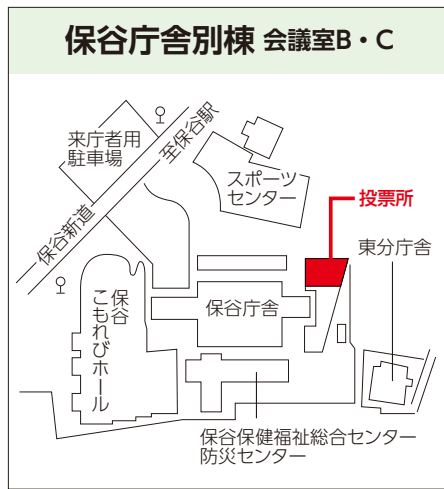 保谷庁舎別棟 会議室B・C
来庁者用
駐車場
至保谷駅
スポーツ
センター
保谷新道
投票所
東分庁舎
保谷
こもれびホール
保谷庁舎
保谷保健福祉総合センター
防災センター